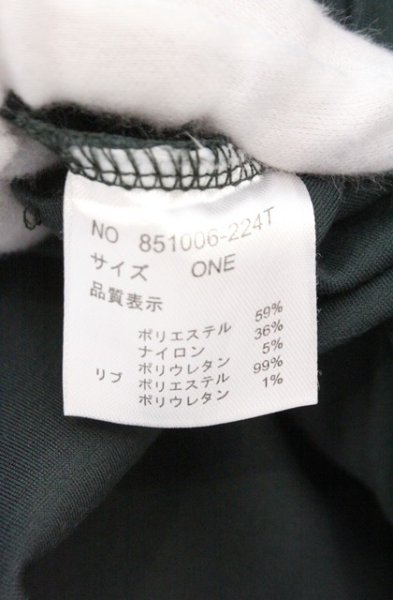 NO 851006-224T
サイズ ONE
品質表示
ポリエステル 59%
ナイロン 36%
ポリウレタン 5%
リブ ポリエステル 99%
ポリウレタン 1%